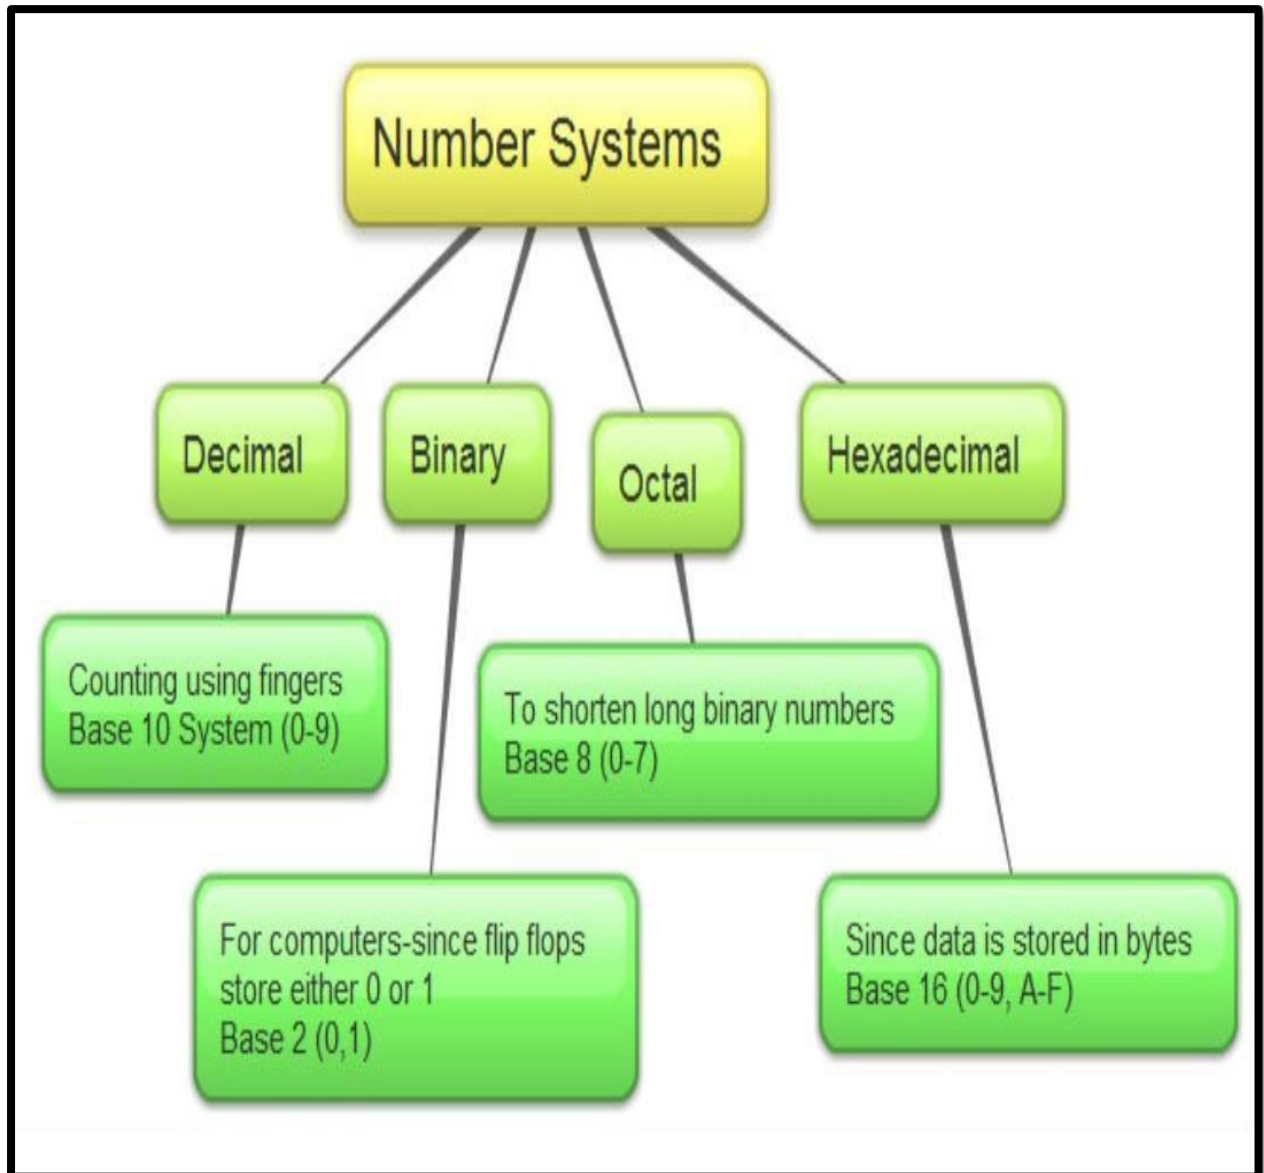 Number Systems
Decimal
Binary
Octal
Hexadecimal
Counting using fingers
Base 10 System (0-9)
To shorten long binary numbers
Base 8 (0-7)
For computers-since flip flops
store either 0 or 1
Base 2 (0,1)
Since data is stored in bytes
Base 16 (0-9, A-F)